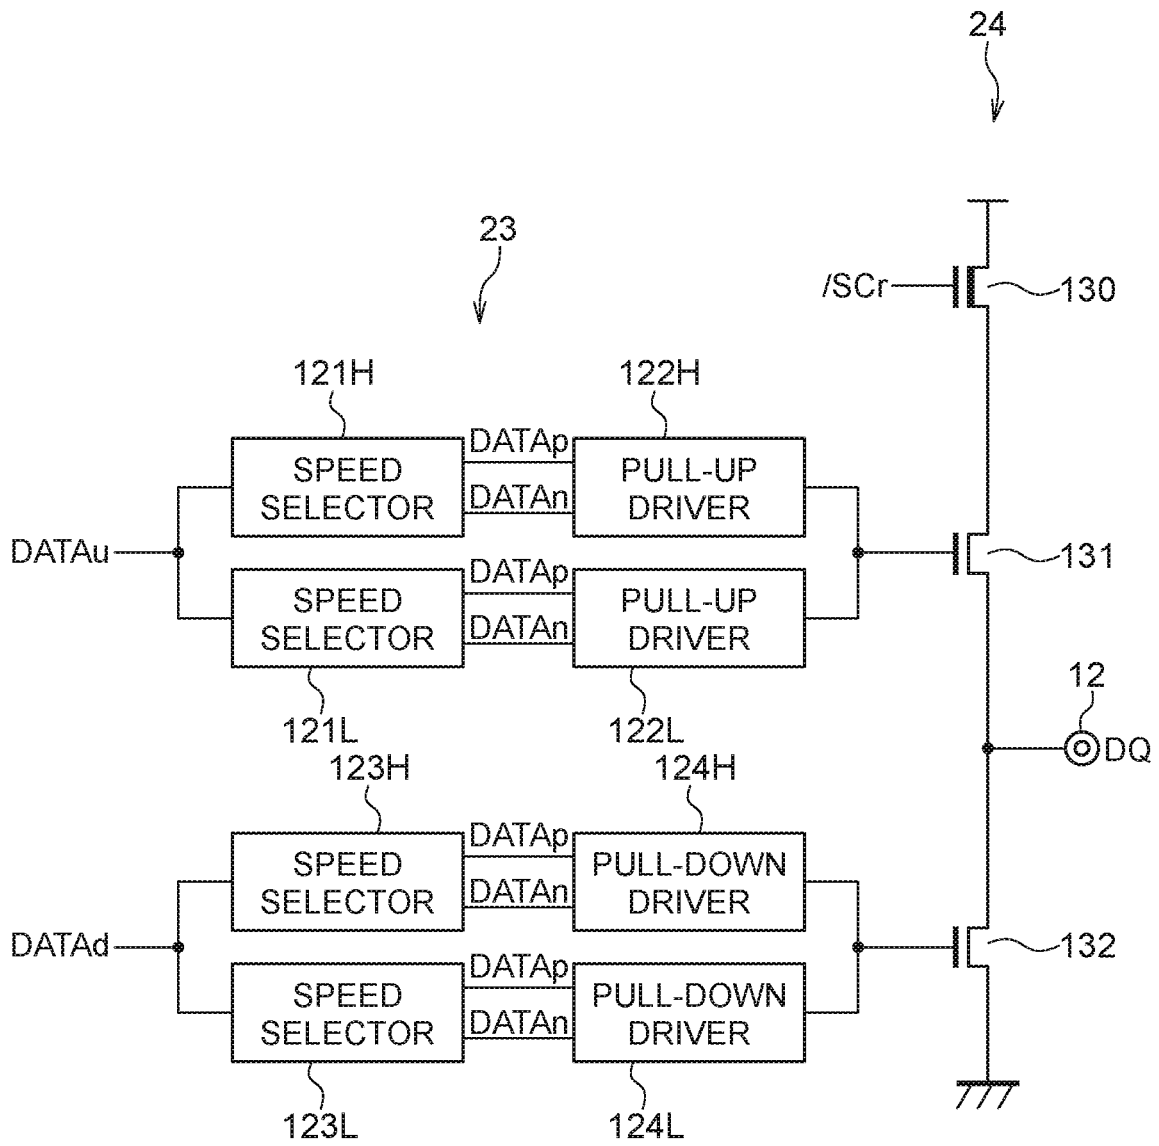 24
23
/SCr
130
121H
122H
DATAp
SPEED
SELECTOR
DATAn
PULL-UP
DRIVER
DATAu
131
DATAp
SPEED
SELECTOR
DATAn
PULL-UP
DRIVER
121L
122L
12
DQ
123H
124H
DATAp
SPEED
SELECTOR
DATAn
PULL-DOWN
DRIVER
DATAd
132
DATAp
SPEED
SELECTOR
DATAn
PULL-DOWN
DRIVER
123L
124L